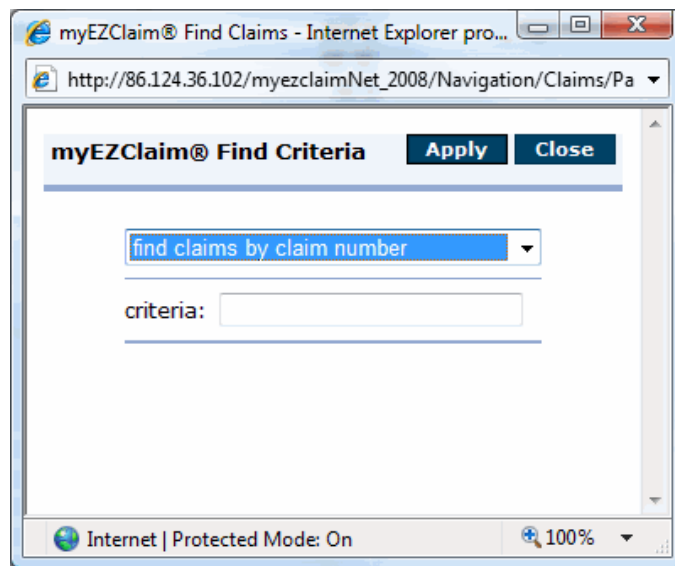 myEZClaim® Find Claims - Internet Explorer pro...
http://86.124.36.102/myezclaimNet_2008/Navigation/Claims/Pa
myEZClaim® Find Criteria Apply Close
find claims by claim number
criteria:
Internet | Protected Mode: On 100%